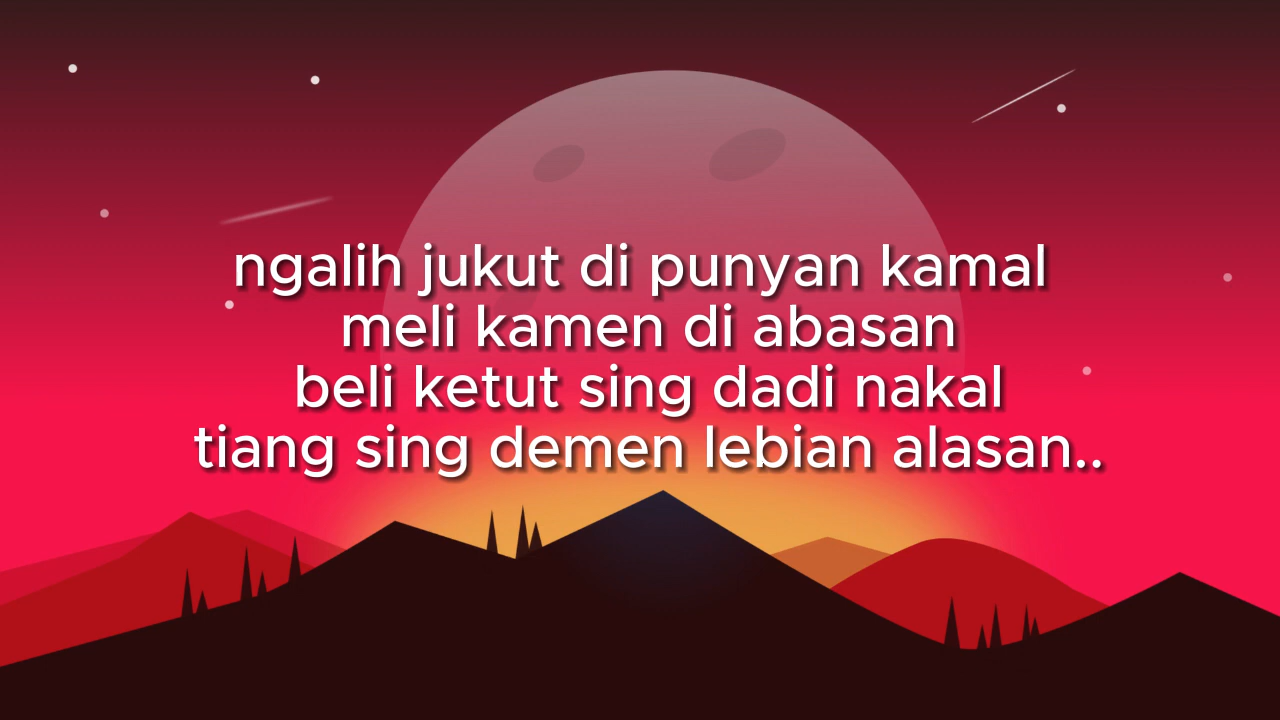 ngalih jukut di punyan kamal
meli kamen di abasan
beli ketut sing dadi nakal
tiang sing demen lebian alasan..